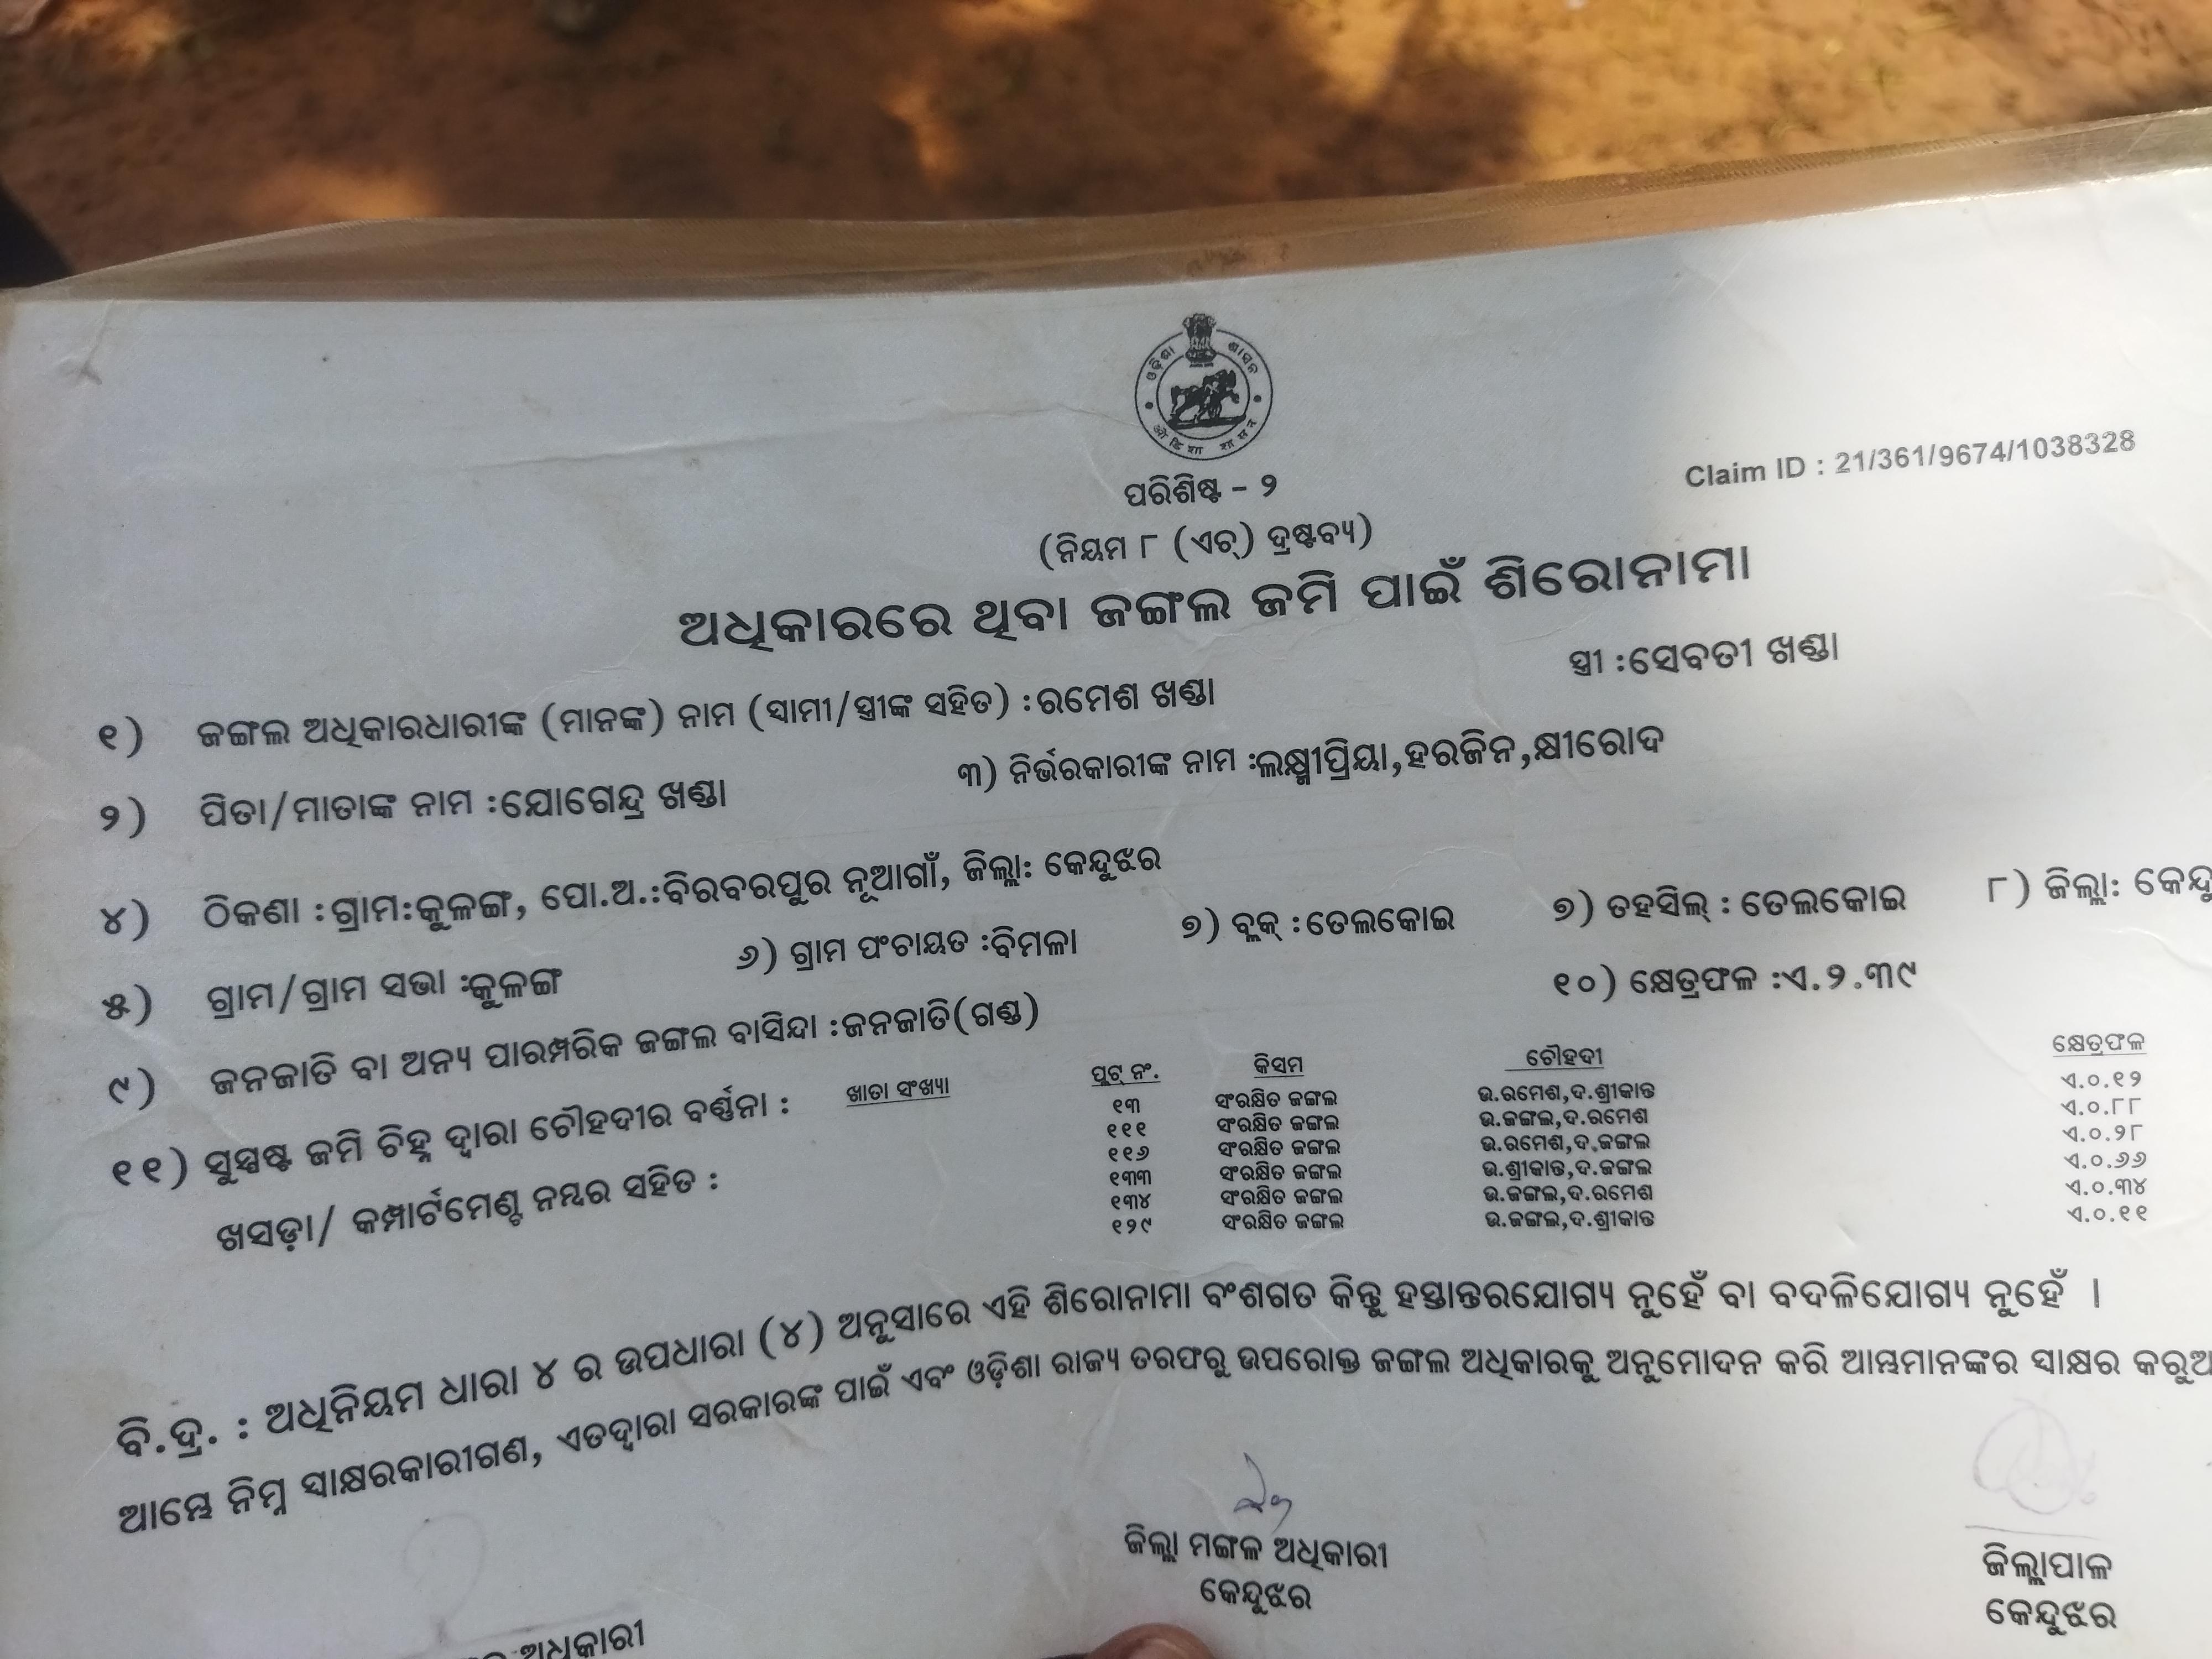 ଓଡ଼ିଶା ଶାସନ
ओडिशा शासन
Claim ID : 21/361/9674/1038328
ପରିଶିଷ୍ଟ - ୨
(ନିୟମ ୮ (ଏଚ୍) ଦ୍ରଷ୍ଟବ୍ୟ)
ଅଧିକାରରେ ଥିବା ଜଙ୍ଗଲ ଜମି ପାଇଁ ଶିରୋନାମା
୧) ଜଙ୍ଗଲ ଅଧିକାରଧାରୀଙ୍କ (ମାନଙ୍କ) ନାମ (ସ୍ୱାମୀ/ସ୍ତ୍ରୀଙ୍କ ସହିତ) :ରମେଶ ଖଣ୍ଡା ସ୍ତ୍ରୀ :ସେବତୀ ଖଣ୍ଡା
୨) ପିତା/ମାତାଙ୍କ ନାମ :ଯୋଗେନ୍ଦ୍ର ଖଣ୍ଡା ୩) ନିର୍ଭରକାରୀଙ୍କ ନାମ :ଲକ୍ଷ୍ମୀପ୍ରିୟା,ହରଜିନ,କ୍ଷୀରୋଦ
୪) ଠିକଣା :ଗ୍ରାମ:କୁଳଙ୍ଗ, ପୋ.ଅ.:ବିରବରପୁର ନୂଆଗାଁ, ଜିଲ୍ଲା: କେନ୍ଦୁଝର
୫) ଗ୍ରାମ/ଗ୍ରାମ ସଭା :କୁଳଙ୍ଗ ୬) ଗ୍ରାମ ପଂଚାୟତ :ବିମଳା ୭) ବ୍ଲକ୍ :ତେଲକୋଇ ୭) ତହସିଲ୍ : ତେଲକୋଇ ୮) ଜିଲ୍ଲା: କେନ୍ଦୁ
୯) ଜନଜାତି ବା ଅନ୍ୟ ପାରମ୍ପରିକ ଜଙ୍ଗଲ ବାସିନ୍ଦା :ଜନଜାତି(ଗଣ୍ଡ) ୧୦) କ୍ଷେତ୍ରଫଳ :ଏ.୨.୩୯
୧୧) ସୁସ୍ପଷ୍ଟ ଜମି ଚିହ୍ନ ଦ୍ୱାରା ଚୌହଦୀର ବର୍ଣ୍ଣନା :
ଖସଡ଼ା/ କମ୍ପାର୍ଟମେଣ୍ଟ ନମ୍ବର ସହିତ :
ଖାତା ସଂଖ୍ୟା ପ୍ଲଟ୍ ନଂ. କିସମ ଚୌହଦୀ କ୍ଷେତ୍ରଫଳ
୧୩ ସଂରକ୍ଷିତ ଜଙ୍ଗଲ ଉ.ରମେଶ,ଦ.ଶ୍ରୀକାନ୍ତ ଏ.୦.୧୨
୧୧୧ ସଂରକ୍ଷିତ ଜଙ୍ଗଲ ଉ.ଜଙ୍ଗଲ,ଦ.ରମେଶ ଏ.୦.୮୮
୧୧୬ ସଂରକ୍ଷିତ ଜଙ୍ଗଲ ଉ.ରମେଶ,ଦ.ଜଙ୍ଗଲ ଏ.୦.୨୮
୧୩୩ ସଂରକ୍ଷିତ ଜଙ୍ଗଲ ଉ.ଶ୍ରୀକାନ୍ତ,ଦ.ଜଙ୍ଗଲ ଏ.୦.୬୬
୧୩୪ ସଂରକ୍ଷିତ ଜଙ୍ଗଲ ଉ.ଜଙ୍ଗଲ,ଦ.ରମେଶ ଏ.୦.୩୪
୧୨୯ ସଂରକ୍ଷିତ ଜଙ୍ଗଲ ଉ.ଜଙ୍ଗଲ,ଦ.ଶ୍ରୀକାନ୍ତ ଏ.୦.୧୧
ବି.ଦ୍ର. : ଅଧିନିୟମ ଧାରା ୪ ର ଉପଧାରା (୪) ଅନୁସାରେ ଏହି ଶିରୋନାମା ବଂଶଗତ କିନ୍ତୁ ହସ୍ତାନ୍ତରଯୋଗ୍ୟ ନୁହେଁ ବା ବଦଳିଯୋଗ୍ୟ ନୁହେଁ ।
ଆମ୍ଭେ ନିମ୍ନ ସ୍ୱାକ୍ଷରକାରୀଗଣ, ଏତଦ୍ୱାରା ସରକାରଙ୍କ ପାଇଁ ଏବଂ ଓଡ଼ିଶା ରାଜ୍ୟ ତରଫରୁ ଉପରୋକ୍ତ ଜଙ୍ଗଲ ଅଧିକାରକୁ ଅନୁମୋଦନ କରି ଆମ୍ଭମାନଙ୍କର ସ୍ୱାକ୍ଷର କରୁଅ
ଅଧିକାରୀ
ଜିଲ୍ଲା ମଙ୍ଗଳ ଅଧିକାରୀ
କେନ୍ଦୁଝର
ଜିଲ୍ଲାପାଳ
କେନ୍ଦୁଝର